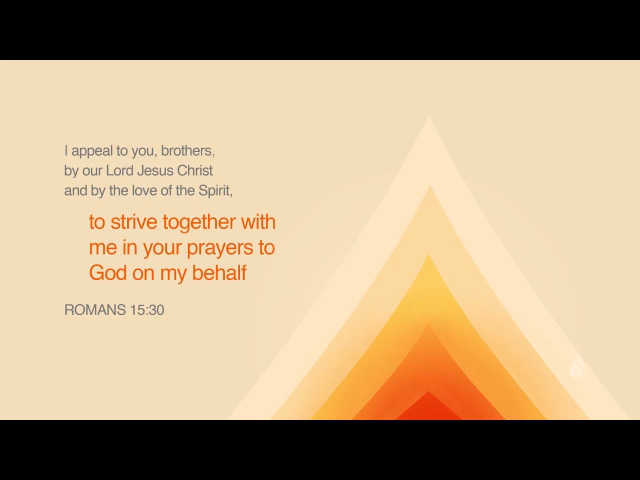 I appeal to you, brothers,
by our Lord Jesus Christ
and by the love of the Spirit,
to strive together with
me in your prayers to
God on my behalf
ROMANS 15:30